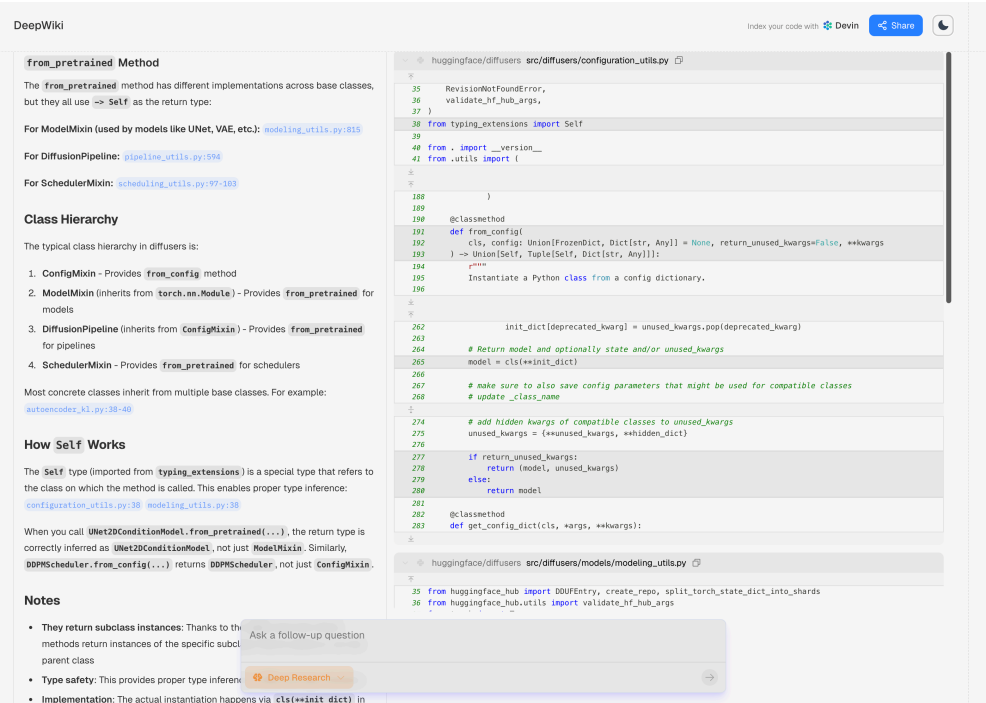 DeepWiki
Index your code with Devin
Share
from_pretrained Method
The from_pretrained method has different implementations across base classes,
but they all use -> Self as the return type:
For ModelMixin (used by models like UNet, VAE, etc.): modeling_utils.py:815
For DiffusionPipeline: pipeline_utils.py:594
For SchedulerMixin: scheduling_utils.py:97-103
Class Hierarchy
The typical class hierarchy in diffusers is:
1. ConfigMixin - Provides from_config method
2. ModelMixin (inherits from torch.nn.Module) - Provides from_pretrained for
models
3. DiffusionPipeline (inherits from ConfigMixin) - Provides from_pretrained
for pipelines
4. SchedulerMixin - Provides from_pretrained for schedulers
Most concrete classes inherit from multiple base classes. For example:
autoencoder_kl.py:38-40
How Self Works
The Self type (imported from typing_extensions) is a special type that refers to
the class on which the method is called. This enables proper type inference:
configuration_utils.py:38 modeling_utils.py:38
When you call UNet2DConditionModel.from_pretrained(...), the return type is
correctly inferred as UNet2DConditionModel, not just ModelMixin. Similarly,
DDPMScheduler.from_config(...) returns DDPMScheduler, not just ConfigMixin.
Notes
• They return subclass instances: Thanks to the
methods return instances of the specific subcl
parent class
• Type safety: This provides proper type inferenc
• Implementation: The actual instantiation happens via cls(**init_dict) in
huggingface/diffusers src/diffusers/configuration_utils.py
35 RevisionNotFoundError,
36 validate_hf_hub_args,
37 )
38 from typing_extensions import Self
39
40 from . import __version__
41 from .utils import (
188 )
189
190 @classmethod
191 def from_config(
192 cls, config: Union[FrozenDict, Dict[str, Any]] = None, return_unused_kwargs=False, **kwargs
193 ) -> Union[Self, Tuple[Self, Dict[str, Any]]]:
194 r"""
195 Instantiate a Python class from a config dictionary.
196
262 init_dict[deprecated_kwarg] = unused_kwargs.pop(deprecated_kwarg)
263
264 # Return model and optionally state and/or unused_kwargs
265 model = cls(**init_dict)
266
267 # make sure to also save config parameters that might be used for compatible classes
268 # update _class_name
274 # add hidden kwargs of compatible classes to unused_kwargs
275 unused_kwargs = {**unused_kwargs, **hidden_dict}
276
277 if return_unused_kwargs:
278 return (model, unused_kwargs)
279 else:
280 return model
281
282 @classmethod
283 def get_config_dict(cls, *args, **kwargs):
huggingface/diffusers src/diffusers/models/modeling_utils.py
35 from huggingface_hub import DDUFEntry, create_repo, split_torch_state_dict_into_shards
36 from huggingface_hub.utils import validate_hf_hub_args
Ask a follow-up question
Deep Research